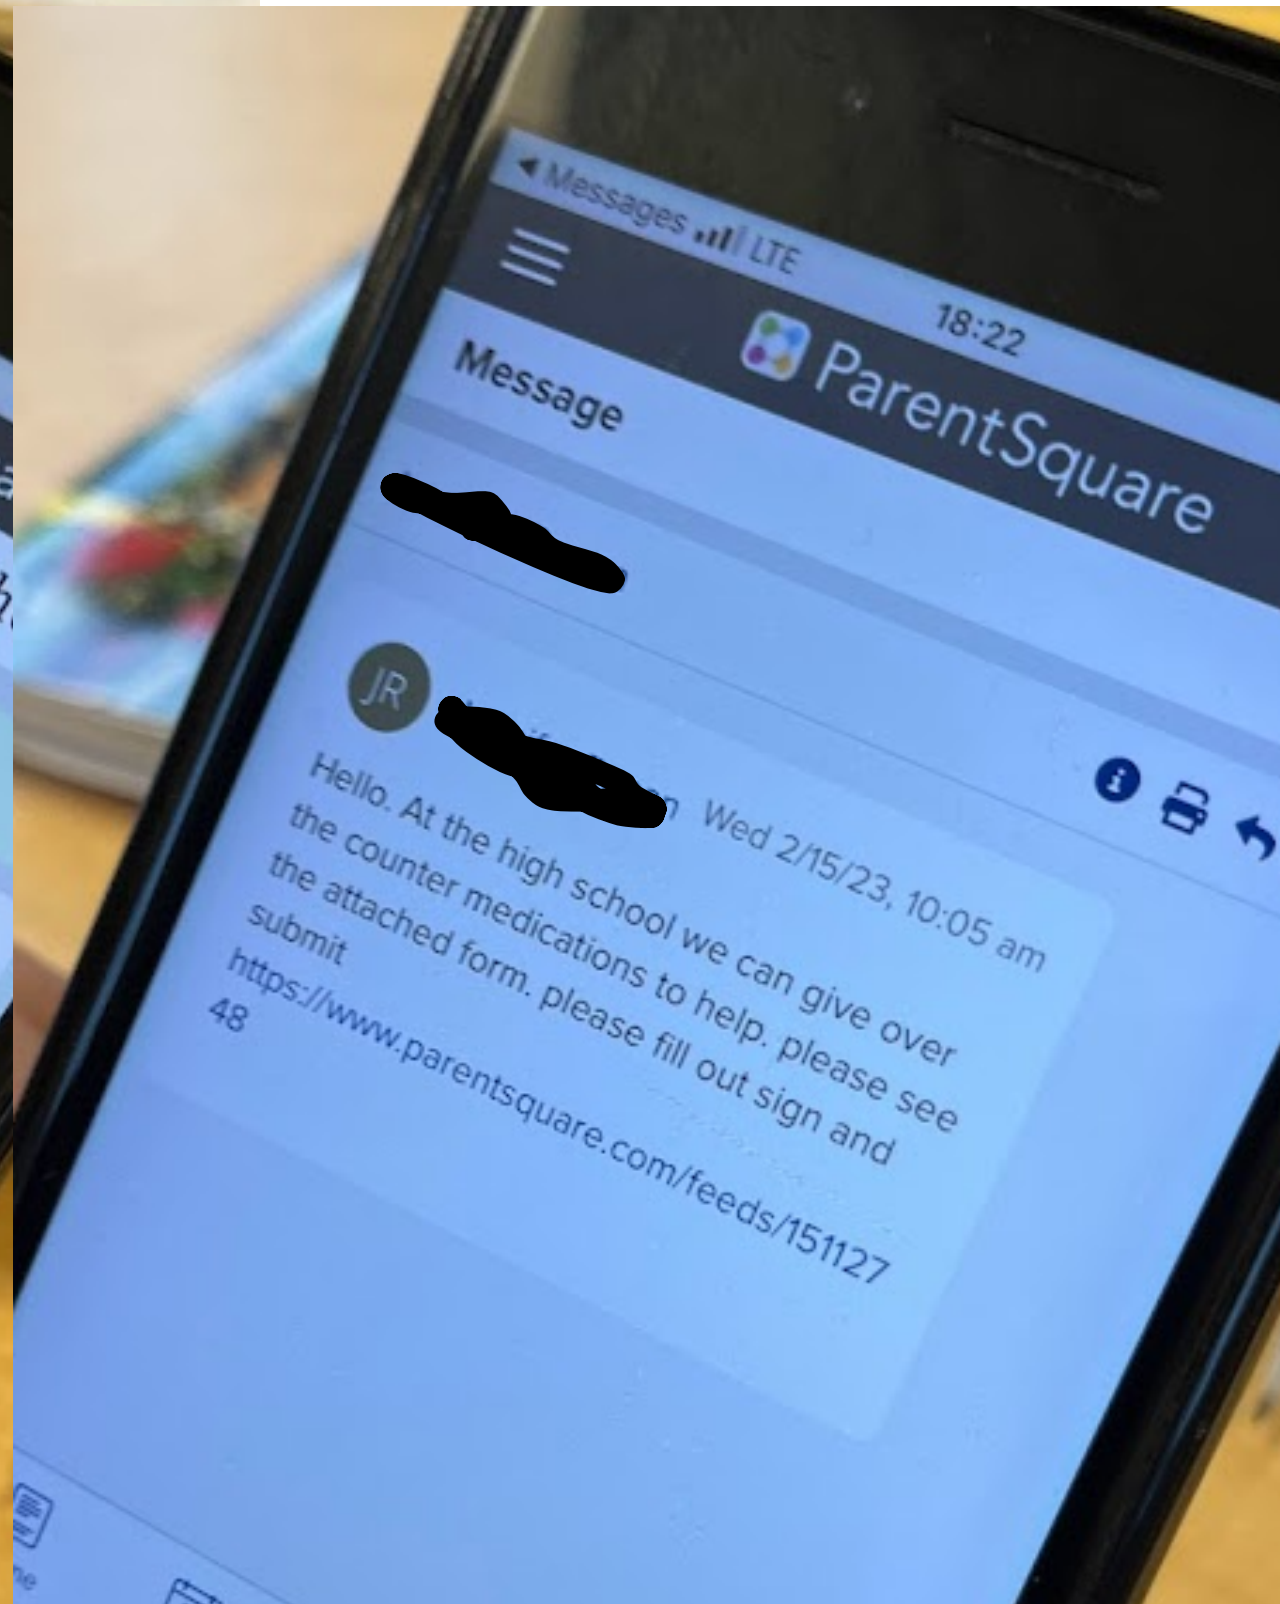 Messages LTE
18:22
ParentSquare
Message
JR
Wed 2/15/23, 10:05 am
Hello. At the high school we can give over
the counter medications to help. please see
the attached form. please fill out sign and
submit
https://www.parentsquare.com/feeds/151127
48